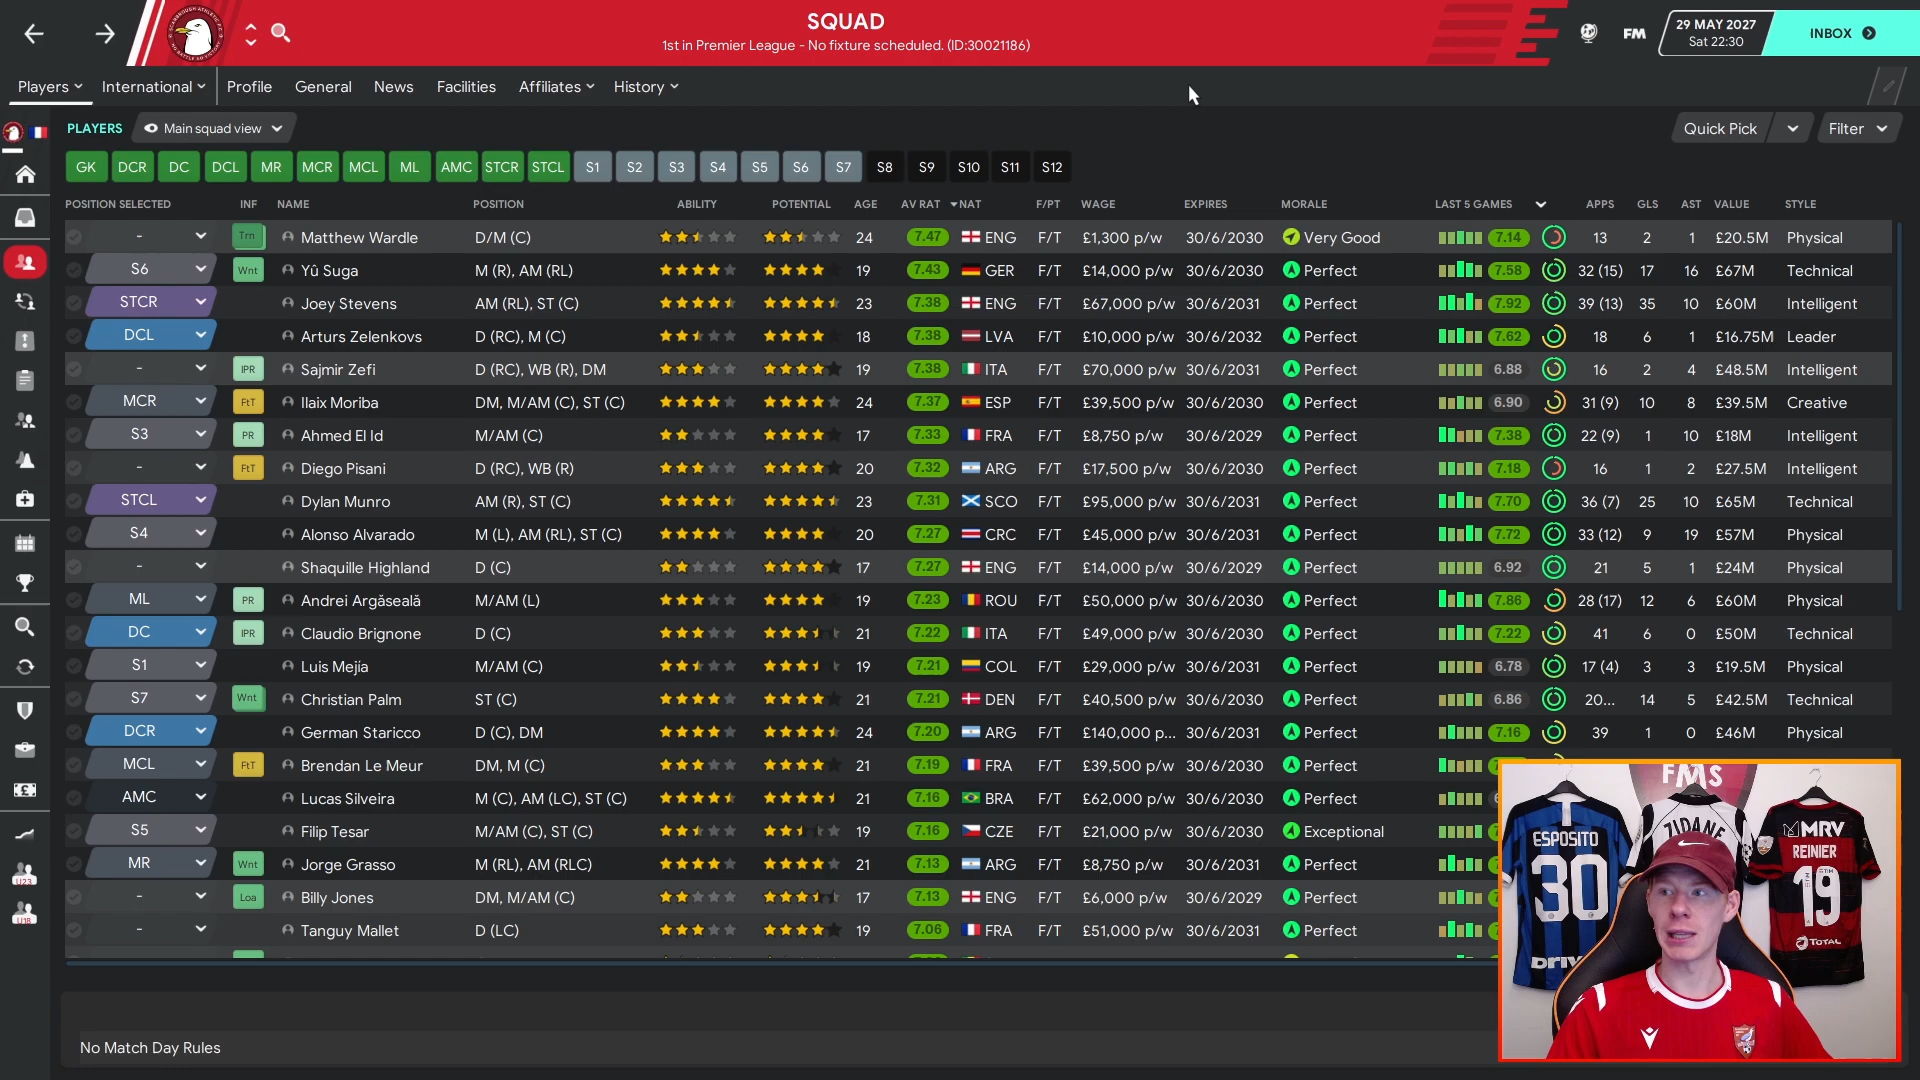 SQUAD
1st in Premier League - No fixture scheduled. (ID:30021186)
FM
29 MAY 2027
Sat 22:30
INBOX
Players International Profile General News Facilities Affiliates History
PLAYERS Main squad view Quick Pick Filter
GK DCR DC DCL MR MCR MCL ML AMC STCR STCL S1 S2 S3 S4 S5 S6 S7 S8 S9 S10 S11 S12
POSITION SELECTED INF NAME POSITION ABILITY POTENTIAL AGE AV RAT NAT F/PT WAGE EXPIRES MORALE LAST 5 GAMES APPS GLS AST VALUE STYLE
- Trn Matthew Wardle D/M (C) 24 7.47 ENG F/T £1,300 p/w 30/6/2030 Very Good 7.14 13 2 1 £20.5M Physical
S6 Wnt Yû Suga M (R), AM (RL) 19 7.43 GER F/T £14,000 p/w 30/6/2030 Perfect 7.58 32 (15) 17 16 £67M Technical
STCR Joey Stevens AM (RL), ST (C) 23 7.38 ENG F/T £67,000 p/w 30/6/2031 Perfect 7.92 39 (13) 35 10 £60M Intelligent
DCL Arturs Zelenkovs D (RC), M (C) 18 7.38 LVA F/T £10,000 p/w 30/6/2032 Perfect 7.62 18 6 1 £16.75M Leader
- IPR Sajmir Zefi D (RC), WB (R), DM 19 7.38 ITA F/T £70,000 p/w 30/6/2031 Perfect 6.88 16 2 4 £48.5M Intelligent
MCR FtT Ilaix Moriba DM, M/AM (C), ST (C) 24 7.37 ESP F/T £39,500 p/w 30/6/2030 Perfect 6.90 31 (9) 10 8 £39.5M Creative
S3 PR Ahmed El Id M/AM (C) 17 7.33 FRA F/T £8,750 p/w 30/6/2029 Perfect 7.38 22 (9) 1 10 £18M Intelligent
- FtT Diego Pisani D (RC), WB (R) 20 7.32 ARG F/T £17,500 p/w 30/6/2030 Perfect 7.18 16 1 2 £27.5M Intelligent
STCL Dylan Munro AM (R), ST (C) 23 7.31 SCO F/T £95,000 p/w 30/6/2031 Perfect 7.70 36 (7) 25 10 £65M Technical
S4 Alonso Alvarado M (L), AM (RL), ST (C) 20 7.27 CRC F/T £45,000 p/w 30/6/2031 Perfect 7.72 33 (12) 9 19 £57M Physical
- Shaquille Highland D (C) 17 7.27 ENG F/T £14,000 p/w 30/6/2029 Perfect 6.92 21 5 1 £24M Physical
ML PR Andrei Argăseală M/AM (L) 19 7.23 ROU F/T £50,000 p/w 30/6/2030 Perfect 7.86 28 (17) 12 6 £60M Physical
DC IPR Claudio Brignone D (C) 21 7.22 ITA F/T £49,000 p/w 30/6/2030 Perfect 7.22 41 6 0 £50M Technical
S1 Luis Mejía M/AM (C) 19 7.21 COL F/T £29,000 p/w 30/6/2031 Perfect 6.78 17 (4) 3 3 £19.5M Physical
S7 Wnt Christian Palm ST (C) 21 7.21 DEN F/T £40,500 p/w 30/6/2031 Perfect 6.86 20... 14 5 £42.5M Technical
DCR German Staricco D (C), DM 24 7.20 ARG F/T £140,000 p... 30/6/2031 Perfect 7.16 39 1 0 £46M Physical
MCL FtT Brendan Le Meur DM, M (C) 21 7.19 FRA F/T £39,500 p/w 30/6/2030 Perfect
AMC Lucas Silveira M (C), AM (LC), ST (C) 21 7.16 BRA F/T £62,000 p/w 30/6/2030 Perfect
S5 Filip Tesar M/AM (C), ST (C) 19 7.16 CZE F/T £21,000 p/w 30/6/2030 Exceptional
MR Wnt Jorge Grasso M (RL), AM (RLC) 21 7.13 ARG F/T £8,750 p/w 30/6/2031 Perfect
- Loa Billy Jones DM, M/AM (C) 17 7.13 ENG F/T £6,000 p/w 30/6/2029 Perfect
- Tanguy Mallet D (LC) 19 7.06 FRA F/T £51,000 p/w 30/6/2031 Perfect
U23
U18
No Match Day Rules
FMS
ESPOSITO
30
DRIV
ZIDANE
MRV
REINIER
19
TOTAL